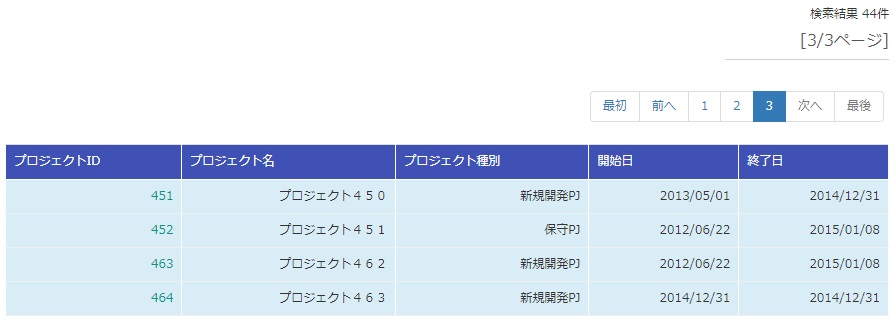 検索結果 44件
[3/3ページ]
最初 前へ 1 2 3 次へ 最後
プロジェクトID プロジェクト名 プロジェクト種別 開始日 終了日
451 プロジェクト４５０ 新規開発PJ 2013/05/01 2014/12/31
452 プロジェクト４５１ 保守PJ 2012/06/22 2015/01/08
463 プロジェクト４６２ 新規開発PJ 2012/06/22 2015/01/08
464 プロジェクト４６３ 新規開発PJ 2014/12/31 2014/12/31